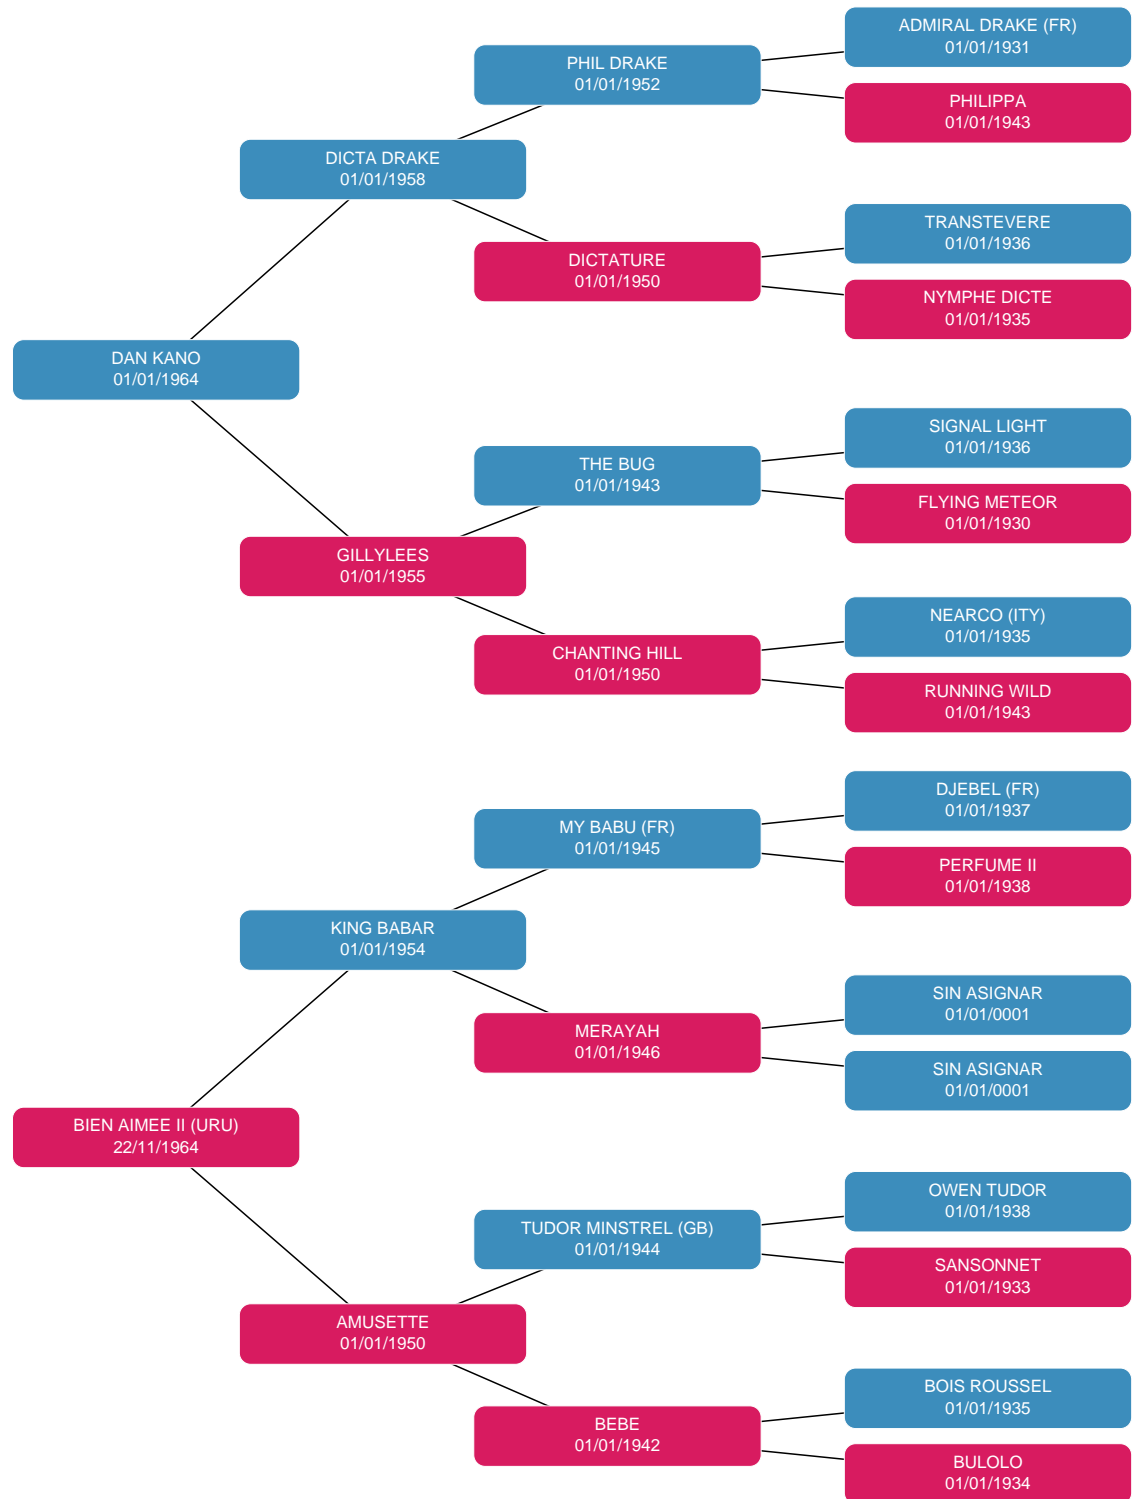 ADMIRAL DRAKE (FR)
01/01/1931
PHIL DRAKE
01/01/1952
PHILIPPA
01/01/1943
DICTA DRAKE
01/01/1958
TRANSTEVERE
01/01/1936
DICTATURE
01/01/1950
NYMPHE DICTE
01/01/1935
DAN KANO
01/01/1964
SIGNAL LIGHT
01/01/1936
THE BUG
01/01/1943
FLYING METEOR
01/01/1930
GILLYLEES
01/01/1955
NEARCO (ITY)
01/01/1935
CHANTING HILL
01/01/1950
RUNNING WILD
01/01/1943
DJEBEL (FR)
01/01/1937
MY BABU (FR)
01/01/1945
PERFUME II
01/01/1938
KING BABAR
01/01/1954
SIN ASIGNAR
01/01/0001
MERAYAH
01/01/1946
SIN ASIGNAR
01/01/0001
BIEN AIMEE II (URU)
22/11/1964
OWEN TUDOR
01/01/1938
TUDOR MINSTREL (GB)
01/01/1944
SANSONNET
01/01/1933
AMUSETTE
01/01/1950
BOIS ROUSSEL
01/01/1935
BEBE
01/01/1942
BULOLO
01/01/1934